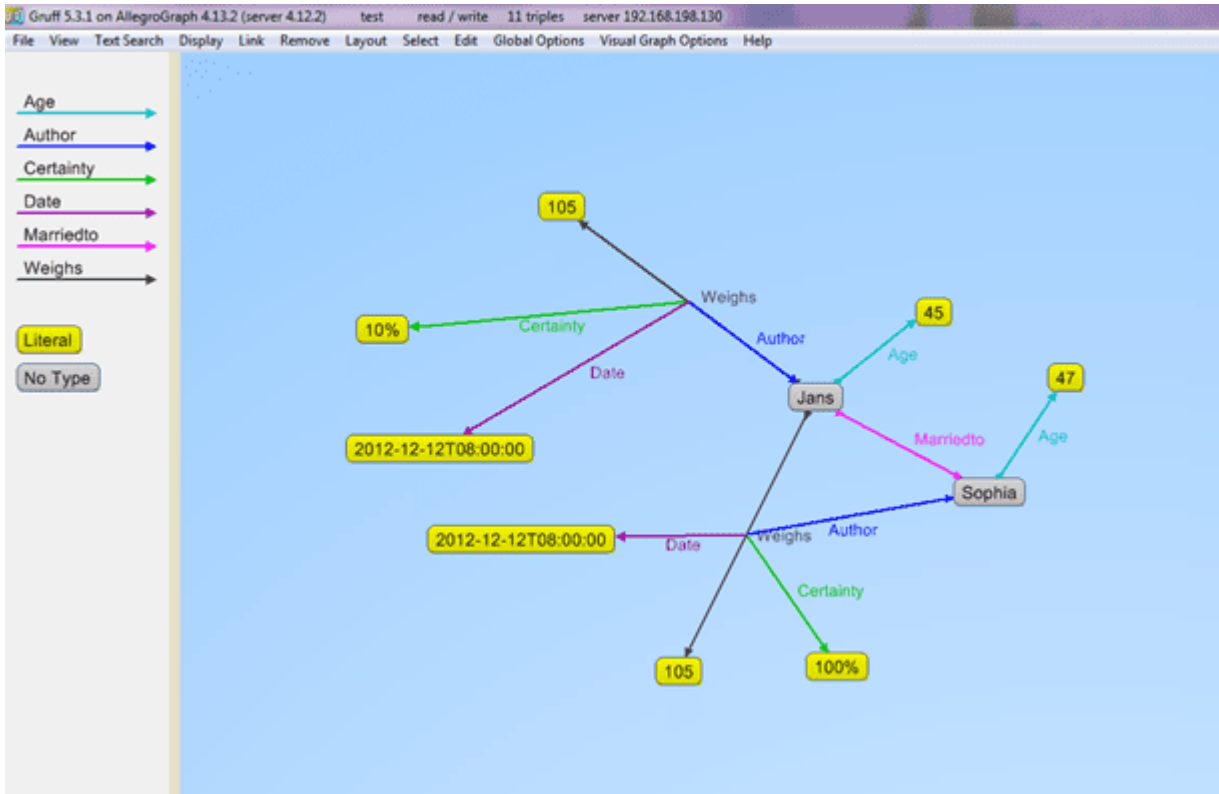 Gruff 5.3.1 on AllegroGraph 4.13.2 (server 4.12.2) test read / write 11 triples server 192.168.198.130
File View Text Search Display Link Remove Layout Select Edit Global Options Visual Graph Options Help
Age
Author
Certainty
Date
Marriedto
Weighs
Literal
No Type
105
Weighs
10%
Certainty
Author
45
Age
Date
Jans
47
2012-12-12T08:00:00
Marriedto
Age
Sophia
2012-12-12T08:00:00
Date
Weighs
Author
Certainty
105
100%